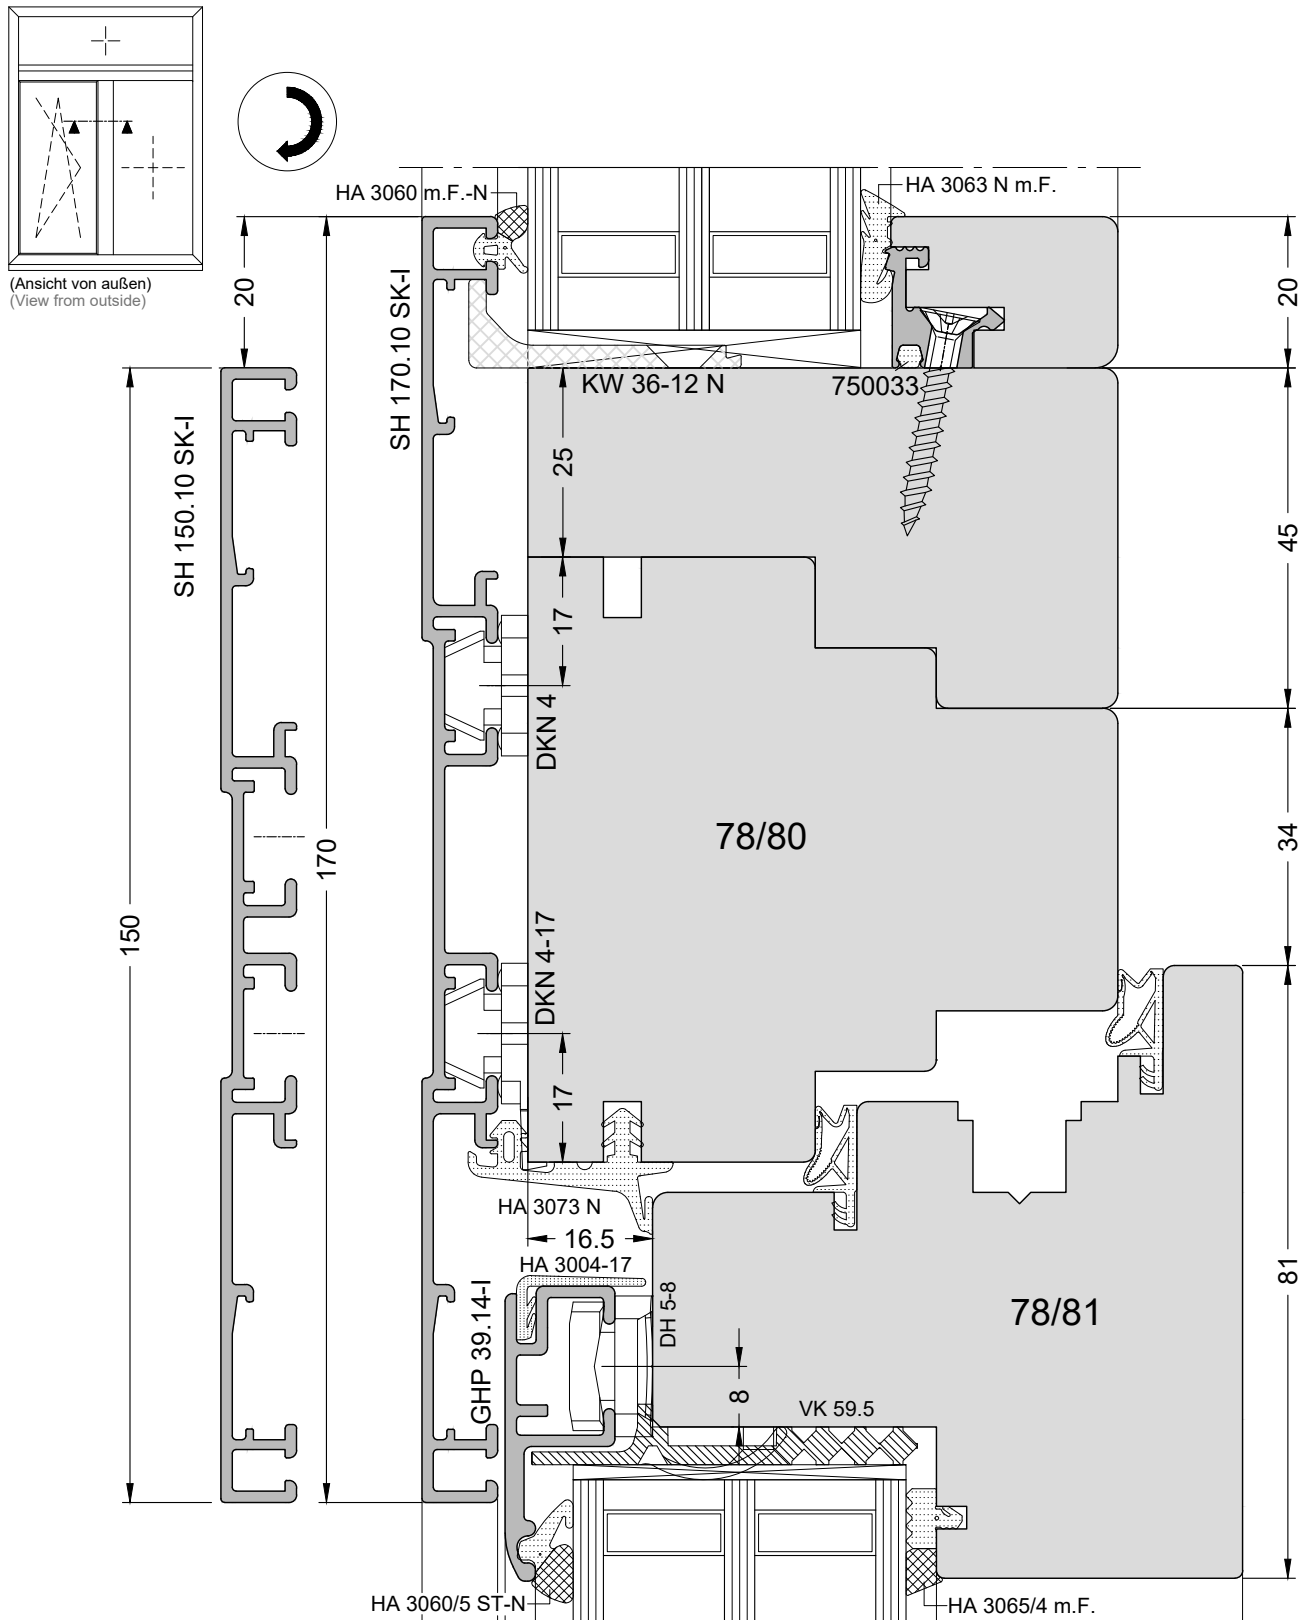 (Ansicht von außen)
(View from outside)
HA 3060 m.F.-N
HA 3063 N m.F.
20
SH 170.10 SK-I
20
KW 36-12 N
750033
SH 150.10 SK-I
25
45
17
DKN 4
78/80
34
170
150
DKN 4-17
17
HA 3073 N
16.5
HA 3004-17
GHP 39.14-I
DH 5-8
78/81
81
8
VK 59.5
HA 3060/5 ST-N
HA 3065/4 m.F.